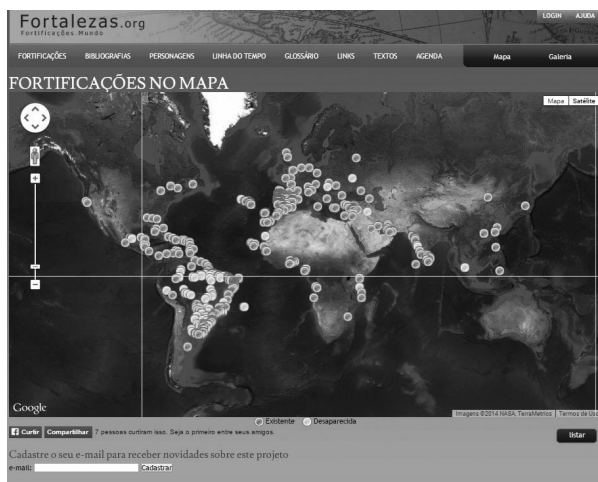 LOGIN AJUDA
Fortalezas.org
Fortificações Mundo
FORTIFICAÇÕES BIBLIOGRAFIAS PERSONAGENS LINHA DO TEMPO GLOSSÁRIO LINKS TEXTOS AGENDA Mapa Galeria
FORTIFICAÇÕES NO MAPA
Mapa Satélite
Google
Imagens ©2014 NASA, TerraMetrics Termos de Uso
Existente Desaparecida
Curtir Compartilhar 7 pessoas curtiram isso. Seja o primeiro entre seus amigos.
listar
Cadastre o seu e-mail para receber novidades sobre este projeto
e-mail: Cadastrar